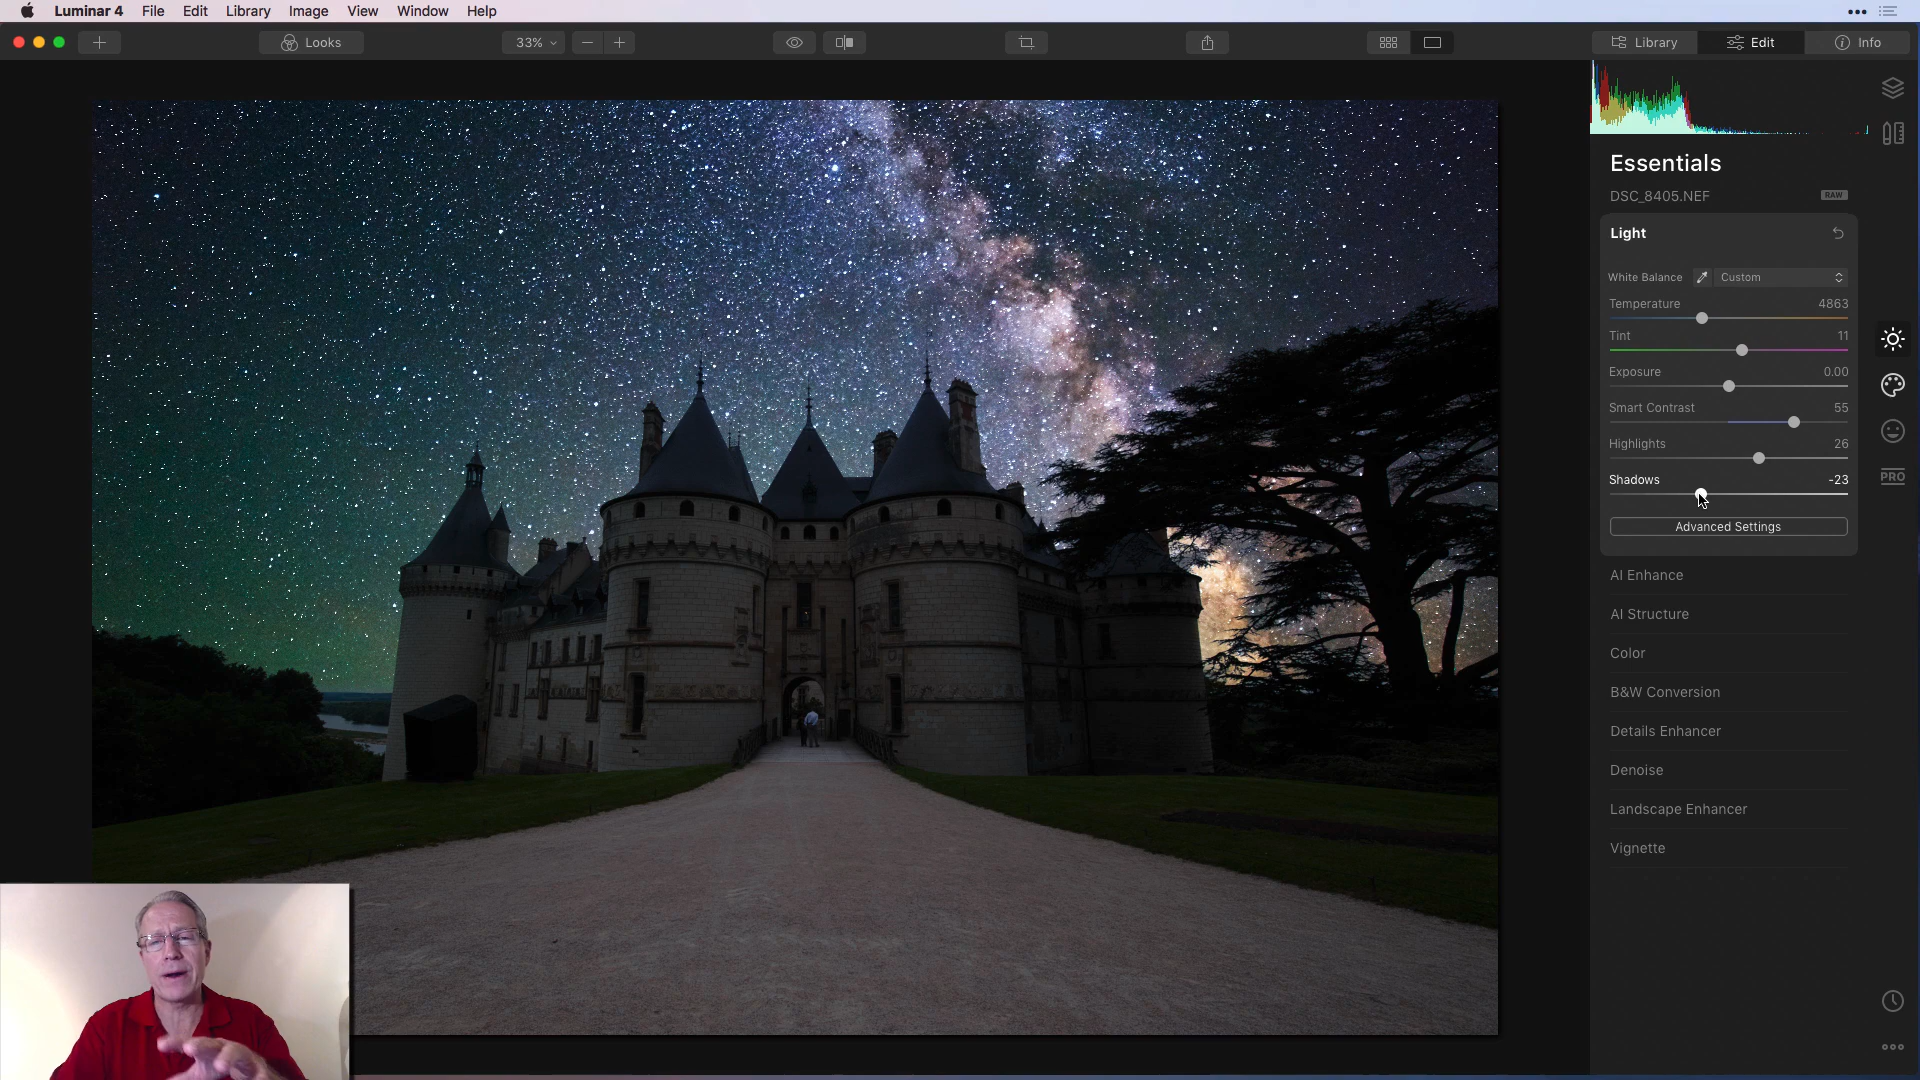 Luminar 4 File Edit Library Image View Window Help
Looks 33% Library Edit Info
Essentials
DSC_8405.NEF RAW
Light
White Balance Custom
Temperature 4863
Tint 11
Exposure 0.00
Smart Contrast 55
Highlights 26
Shadows -23
Advanced Settings
AI Enhance
AI Structure
Color
B&W Conversion
Details Enhancer
Denoise
Landscape Enhancer
Vignette
PRO